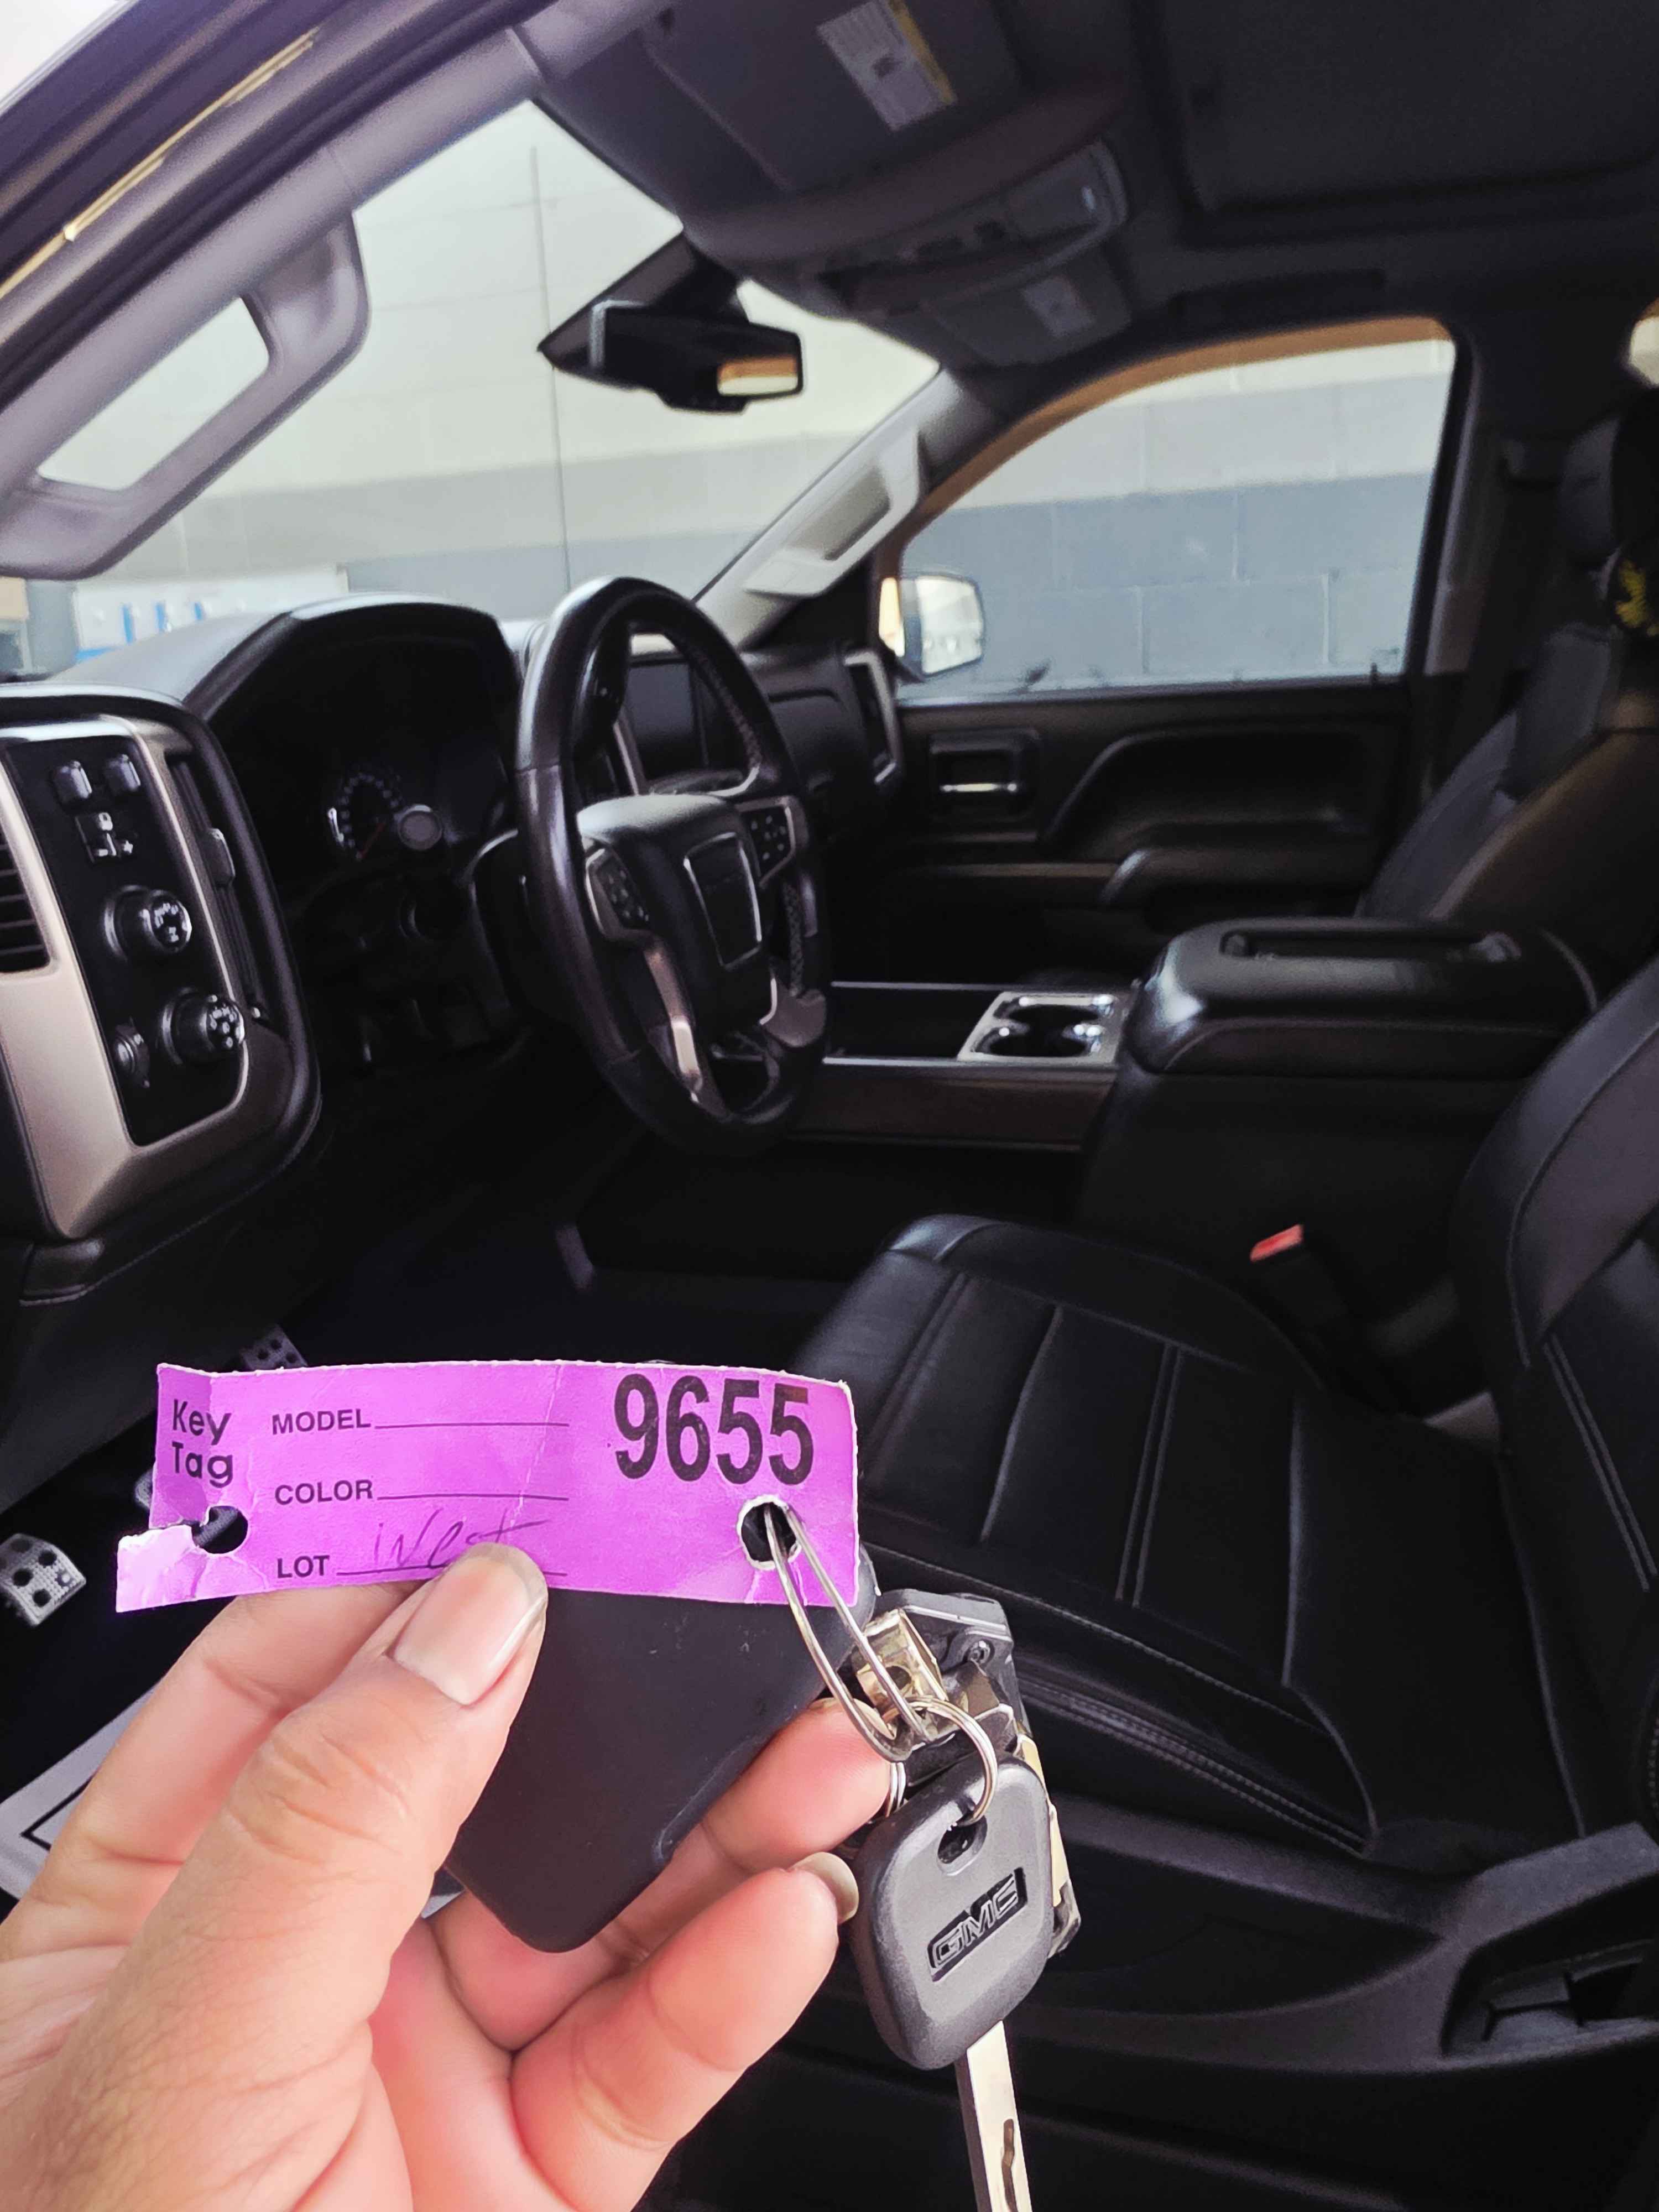 Key
Tag
MODEL
COLOR
LOT West
9655
GMC